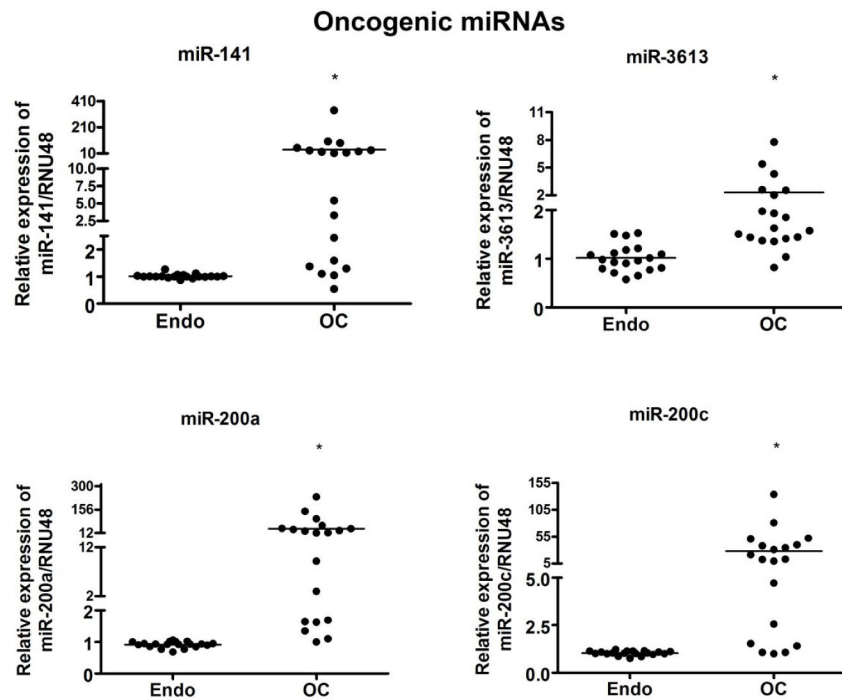 Oncogenic miRNAs
miR-141
*
Relative expression of
miR-141/RNU48
410
210
10
10.0
7.5
5.0
2.5
2
1
0
Endo
OC
miR-3613
*
Relative expression of
miR-3613/RNU48
11
8
5
2
2
1
0
Endo
OC
miR-200a
*
Relative expression of
miR-200a/RNU48
300
156
12
12
2
2
1
0
Endo
OC
miR-200c
*
Relative expression of
miR-200c/RNU48
155
105
55
5
5.0
2.5
0.0
Endo
OC